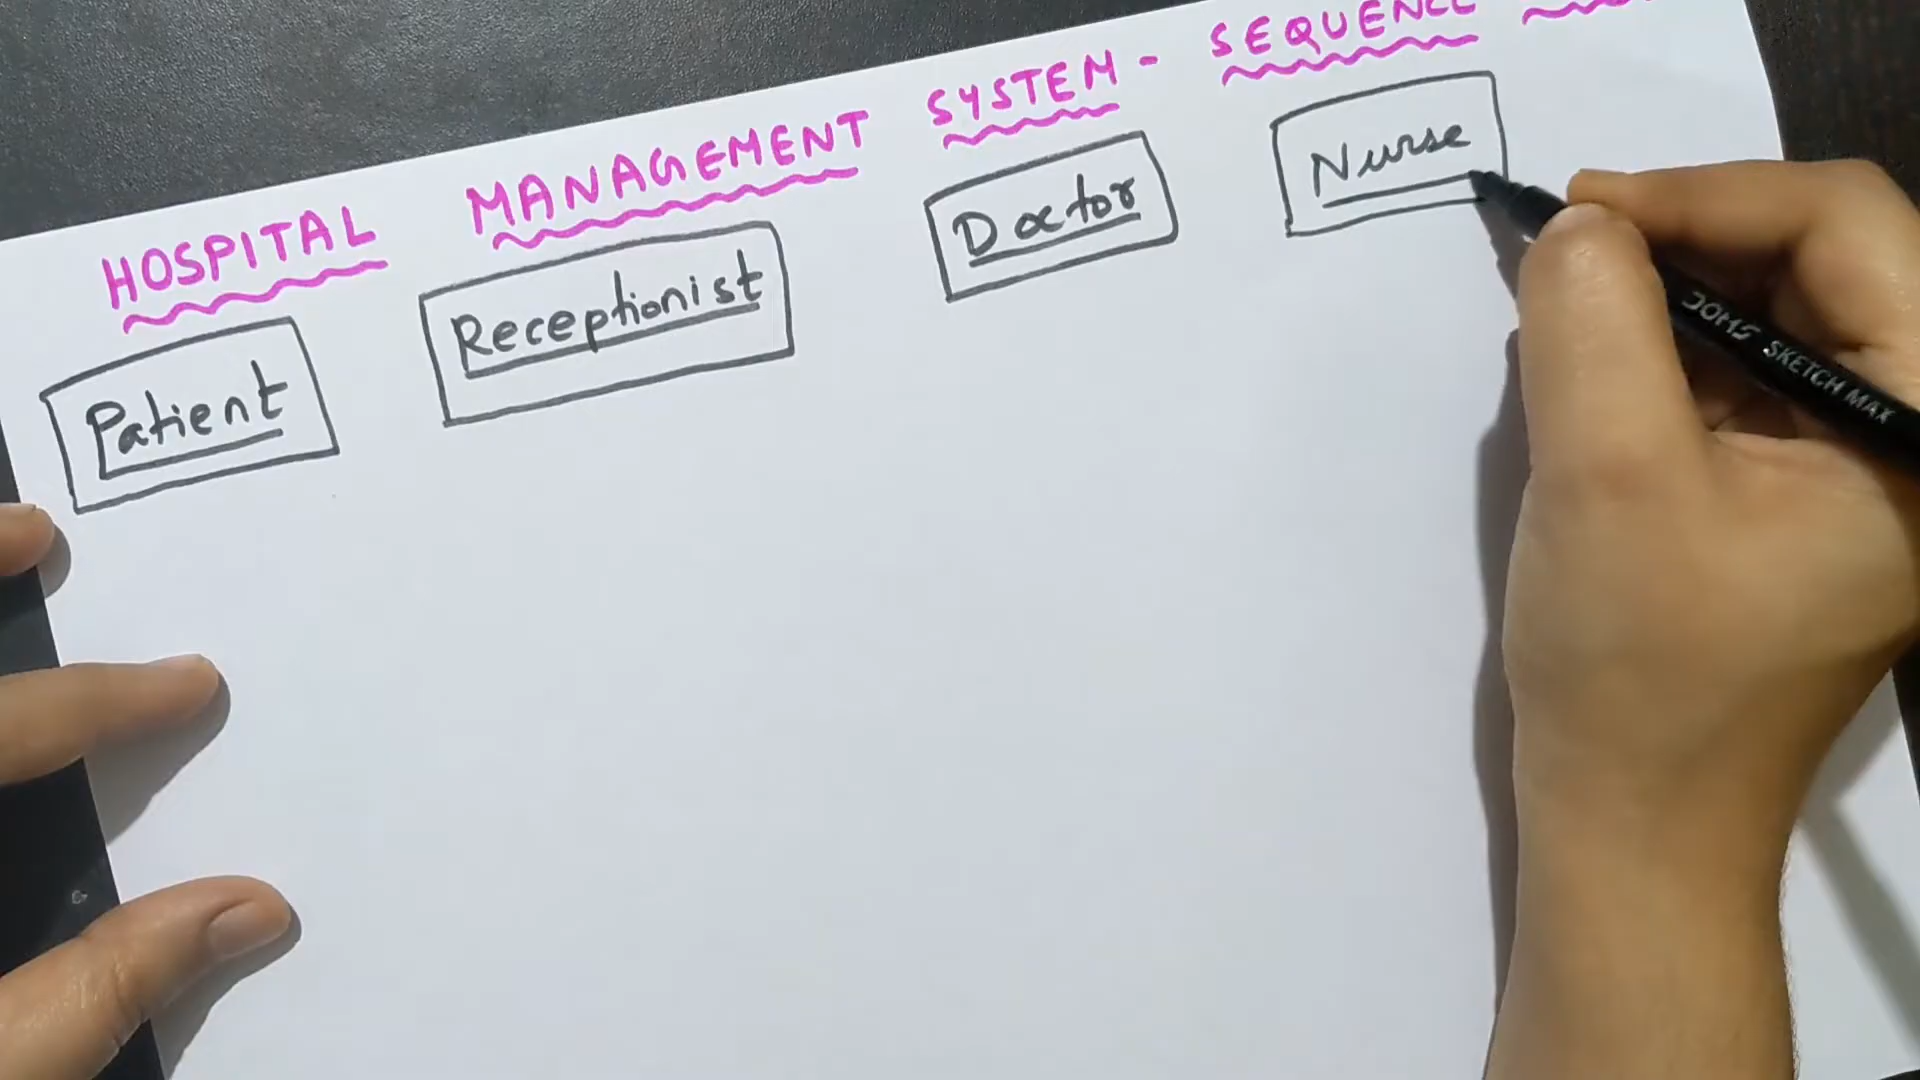 HOSPITAL MANAGEMENT SYSTEM - SEQUENCE
Patient
Receptionist
Doctor
Nurse
DOMS SKETCH MAX